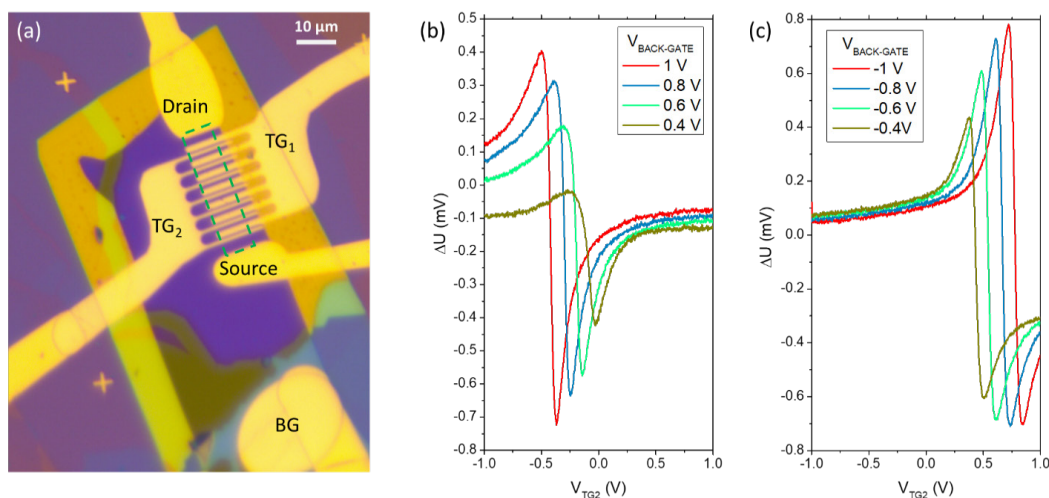 (a)
10 μm
Drain
TG1
TG2
Source
BG
(b)
V BACK-GATE
1 V
0.8 V
0.6 V
0.4 V
ΔU (mV)
0.5
0.4
0.3
0.2
0.1
0.0
-0.1
-0.2
-0.3
-0.4
-0.5
-0.6
-0.7
-0.8
-1.0 -0.5 0.0 0.5 1.0
VTG2 (V)
(c)
V BACK-GATE
-1 V
-0.8 V
-0.6 V
-0.4V
ΔU (mV)
0.8
0.6
0.4
0.2
0.0
-0.2
-0.4
-0.6
-0.8
-1.0 -0.5 0.0 0.5 1.0
VTG2 (V)